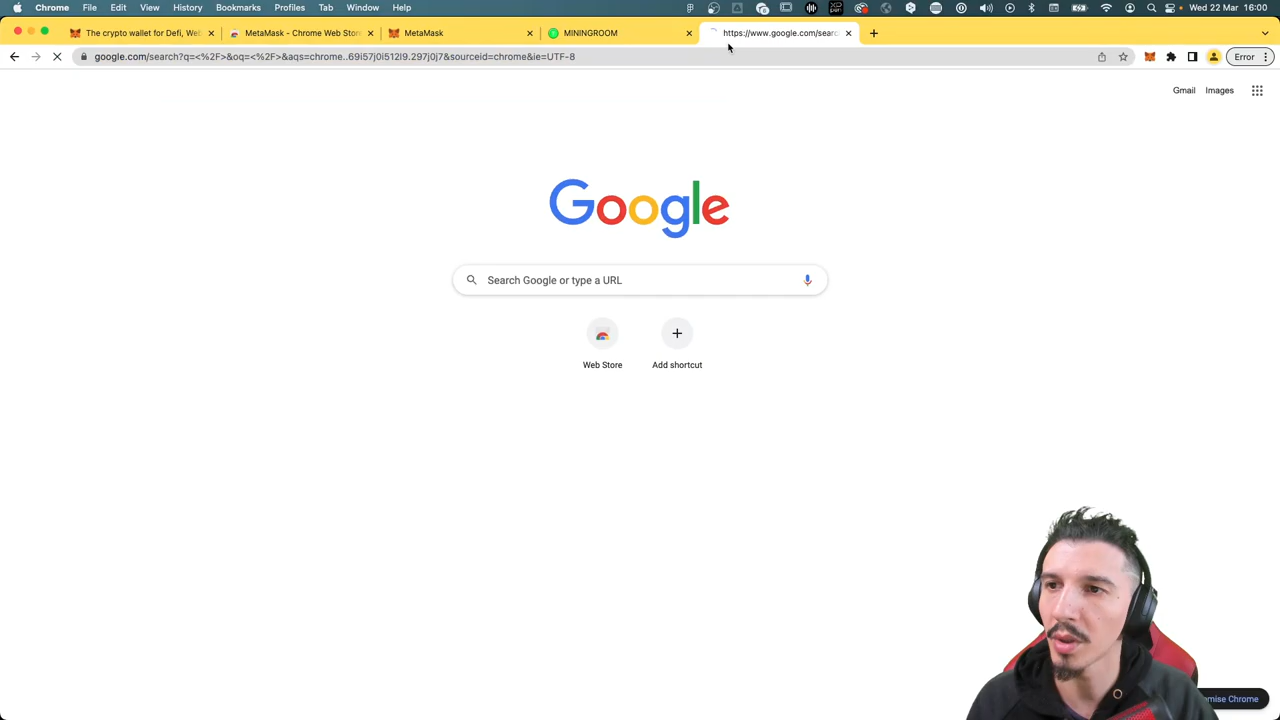 Chrome File Edit View History Bookmarks Profiles Tab Window Help Wed 22 Mar 16:00
The crypto wallet for Defi, We
MetaMask - Chrome Web Stor
MetaMask
MININGROOM
https://www.google.com/searc
google.com/search?q=<%2F>&oq=<%2F>&aqs=chrome..69i57j0i512l9.297j0j7&sourceid=chrome&ie=UTF-8
Error
Gmail Images
Google
Search Google or type a URL
Web Store Add shortcut
omise Chrome